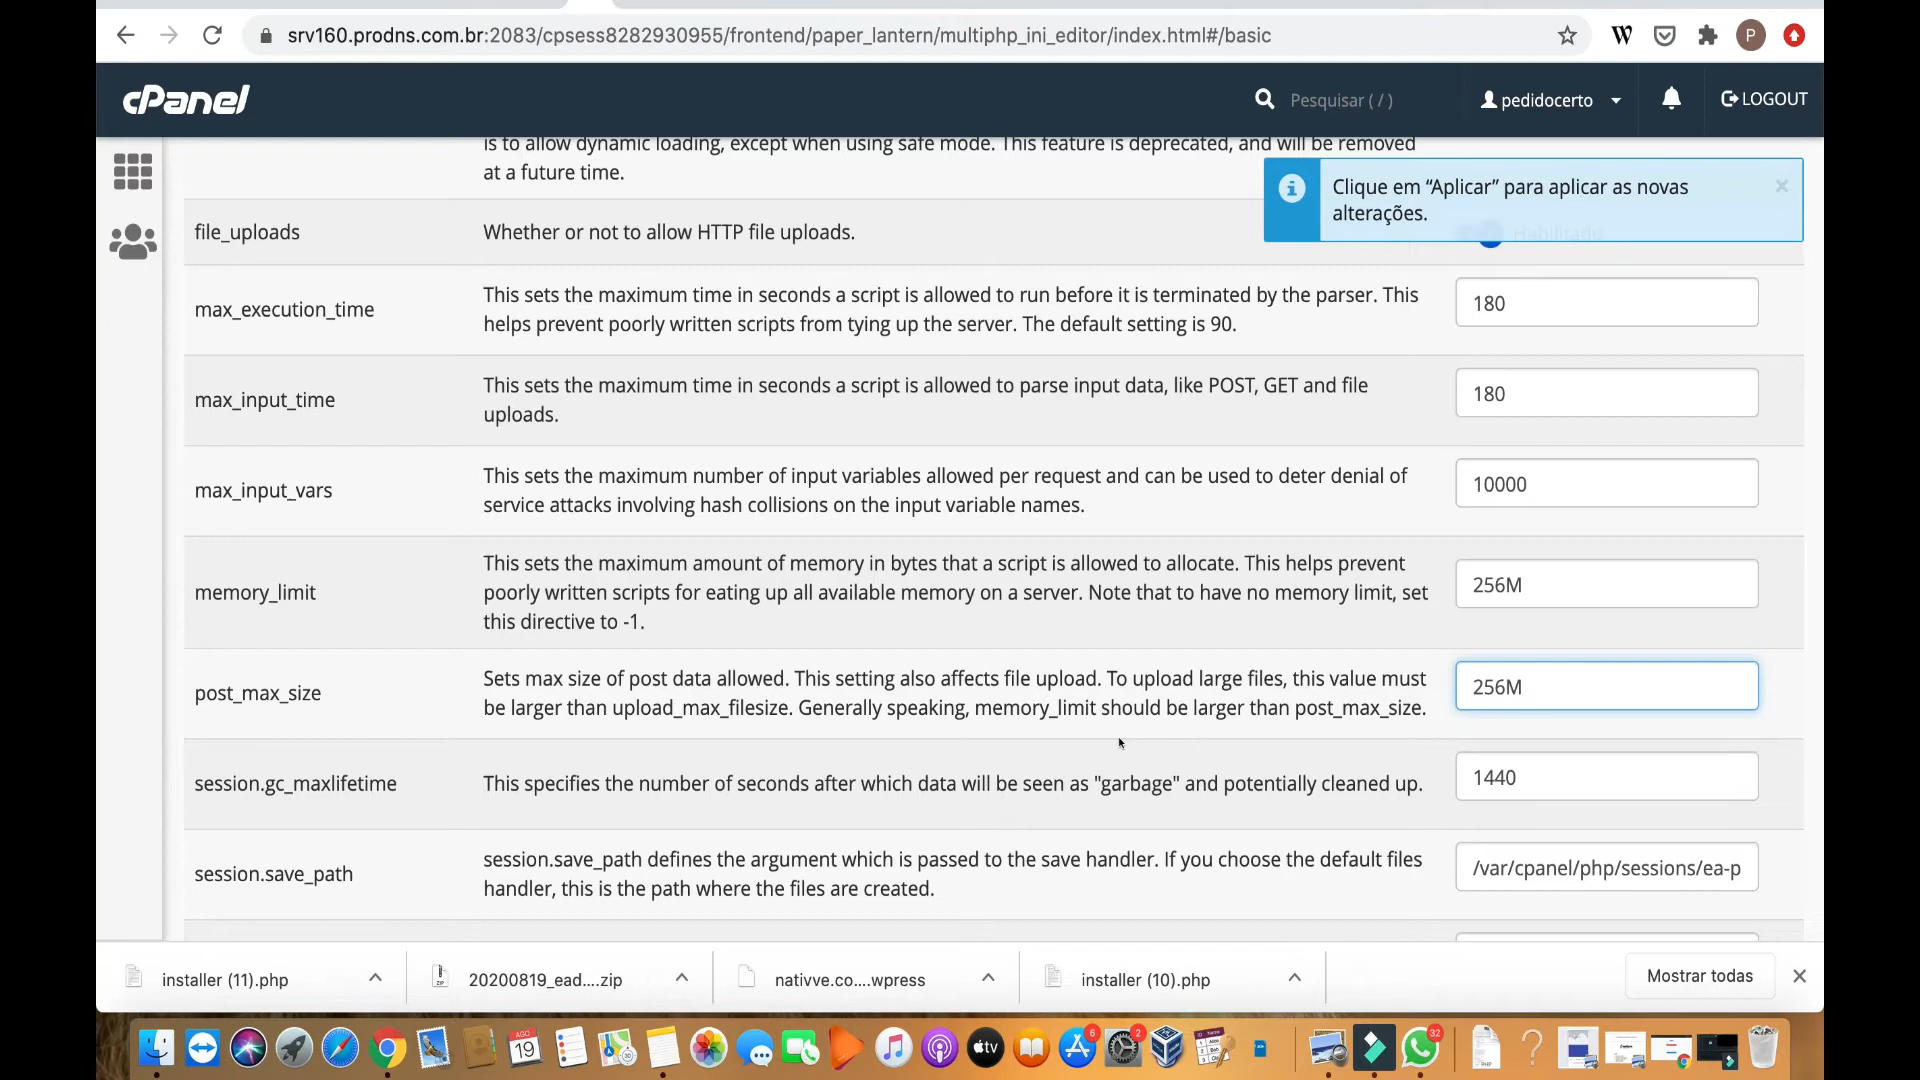 srv160.prodns.com.br:2083/cpsess8282930955/frontend/paper_lantern/multiphp_ini_editor/index.html#/basic
W
P
cPanel
Pesquisar ( / )
pedidocerto
LOGOUT
is to allow dynamic loading, except when using safe mode. This feature is deprecated, and will be removed
at a future time.
Clique em “Aplicar” para aplicar as novas
alterações.
file_uploads
Whether or not to allow HTTP file uploads.
Habilitado
max_execution_time
This sets the maximum time in seconds a script is allowed to run before it is terminated by the parser. This
helps prevent poorly written scripts from tying up the server. The default setting is 90.
180
max_input_time
This sets the maximum time in seconds a script is allowed to parse input data, like POST, GET and file
uploads.
180
max_input_vars
This sets the maximum number of input variables allowed per request and can be used to deter denial of
service attacks involving hash collisions on the input variable names.
10000
memory_limit
This sets the maximum amount of memory in bytes that a script is allowed to allocate. This helps prevent
poorly written scripts for eating up all available memory on a server. Note that to have no memory limit, set
this directive to -1.
256M
post_max_size
Sets max size of post data allowed. This setting also affects file upload. To upload large files, this value must
be larger than upload_max_filesize. Generally speaking, memory_limit should be larger than post_max_size.
256M
session.gc_maxlifetime
This specifies the number of seconds after which data will be seen as "garbage" and potentially cleaned up.
1440
session.save_path
session.save_path defines the argument which is passed to the save handler. If you choose the default files
handler, this is the path where the files are created.
/var/cpanel/php/sessions/ea-p
installer (11).php
20200819_ead....zip
nativve.co....wpress
installer (10).php
Mostrar todas
AGO
19
tv
6
2
32